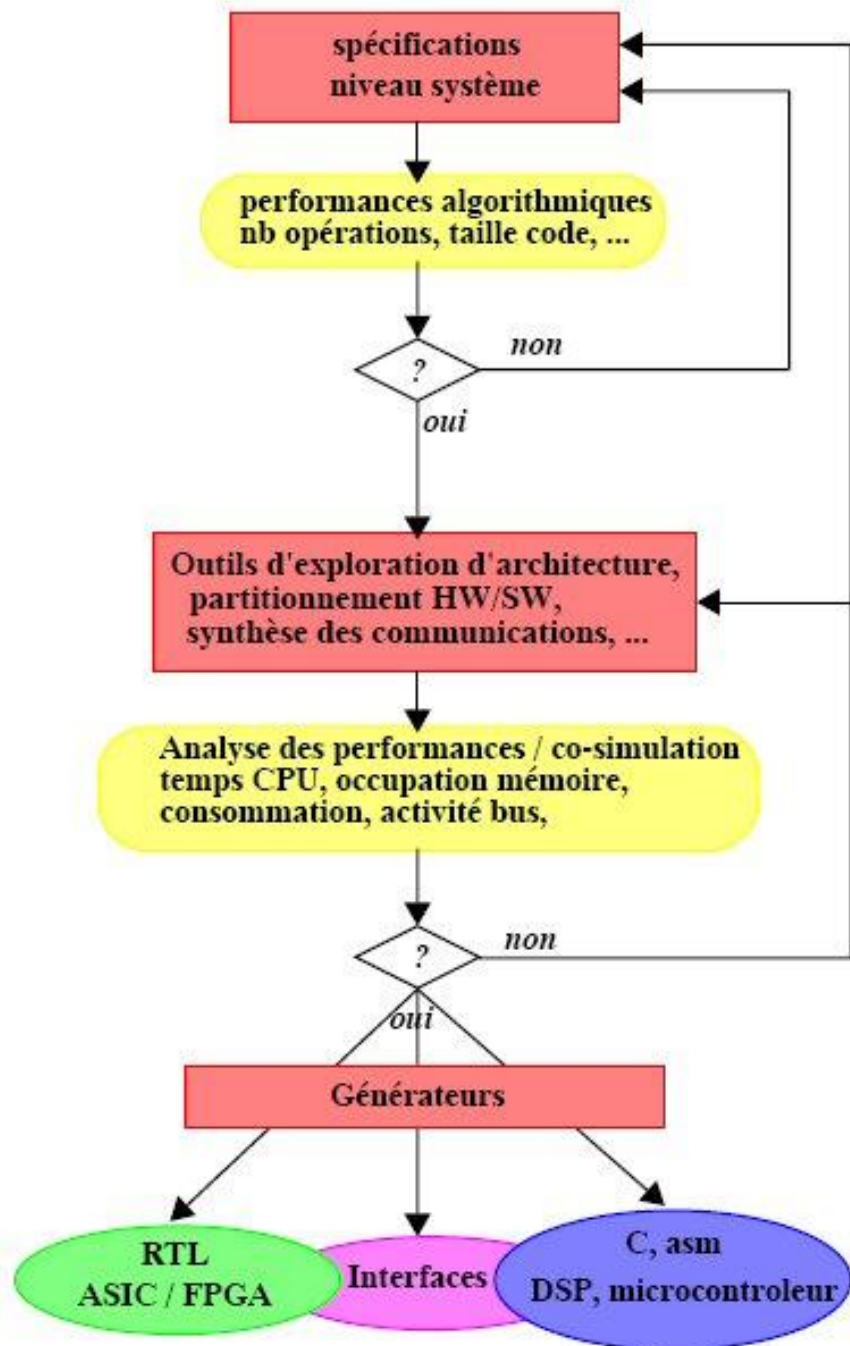 spécifications
niveau système
performances algorithmiques
nb opérations, taille code, ...
?
non
oui
Outils d'exploration d'architecture,
partitionnement HW/SW,
synthèse des communications, ...
Analyse des performances / co-simulation
temps CPU, occupation mémoire,
consommation, activité bus,
?
non
oui
Générateurs
RTL
ASIC / FPGA
Interfaces
C, asm
DSP, microcontroleur